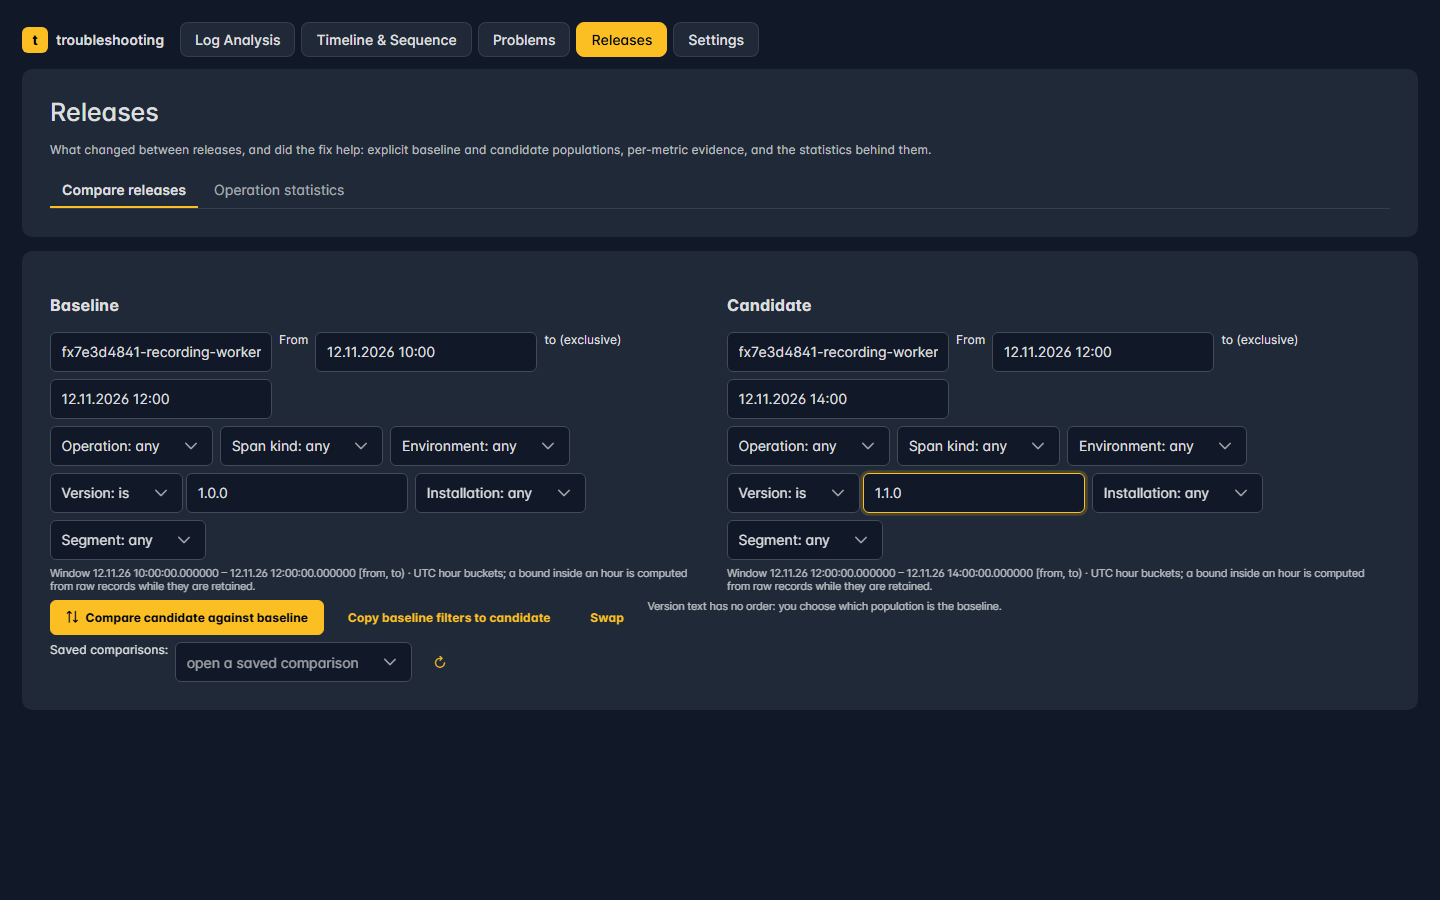 t troubleshooting Log Analysis Timeline & Sequence Problems Releases Settings
Releases
What changed between releases, and did the fix help: explicit baseline and candidate populations, per-metric evidence, and the statistics behind them.
Compare releases Operation statistics
Baseline
fx7e3d4841-recording-worker From 12.11.2026 10:00 to (exclusive)
12.11.2026 12:00
Operation: any Span kind: any Environment: any
Version: is 1.0.0 Installation: any
Segment: any
Window 12.11.26 10:00:00.000000 – 12.11.26 12:00:00.000000 [from, to) · UTC hour buckets; a bound inside an hour is computed
from raw records while they are retained.
Candidate
fx7e3d4841-recording-worker From 12.11.2026 12:00 to (exclusive)
12.11.2026 14:00
Operation: any Span kind: any Environment: any
Version: is 1.1.0 Installation: any
Segment: any
Window 12.11.26 12:00:00.000000 – 12.11.26 14:00:00.000000 [from, to) · UTC hour buckets; a bound inside an hour is computed
from raw records while they are retained.
Compare candidate against baseline Copy baseline filters to candidate Swap Version text has no order: you choose which population is the baseline.
Saved comparisons: open a saved comparison